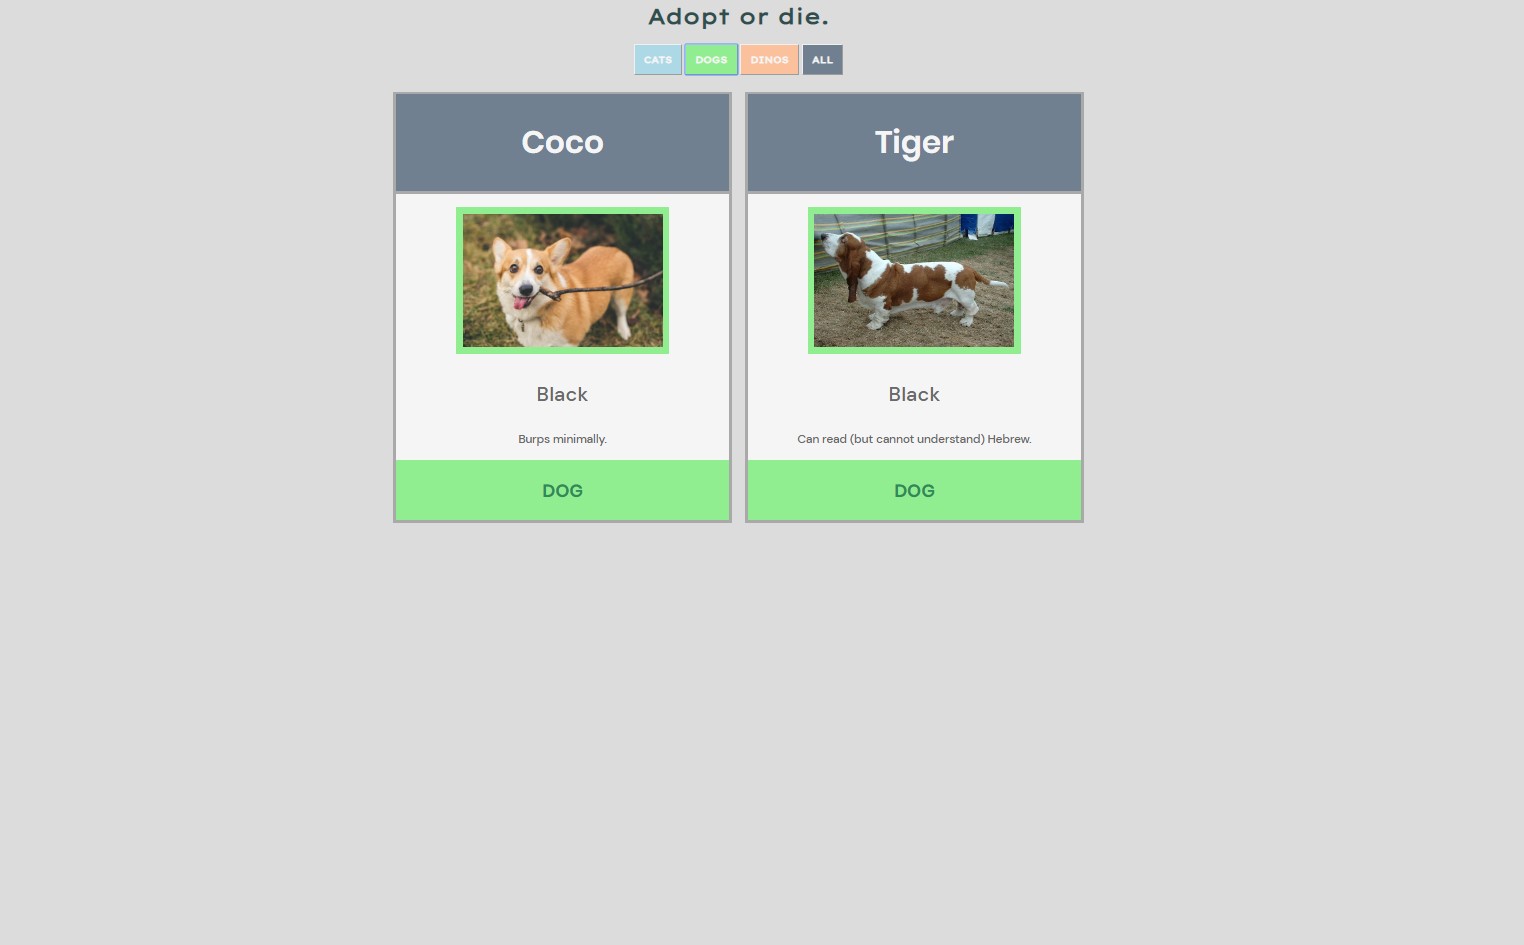 Adopt or die.
CATS DOGS DINOS ALL
Coco
Black
Burps minimally.
DOG
Tiger
Black
Can read (but cannot understand) Hebrew.
DOG